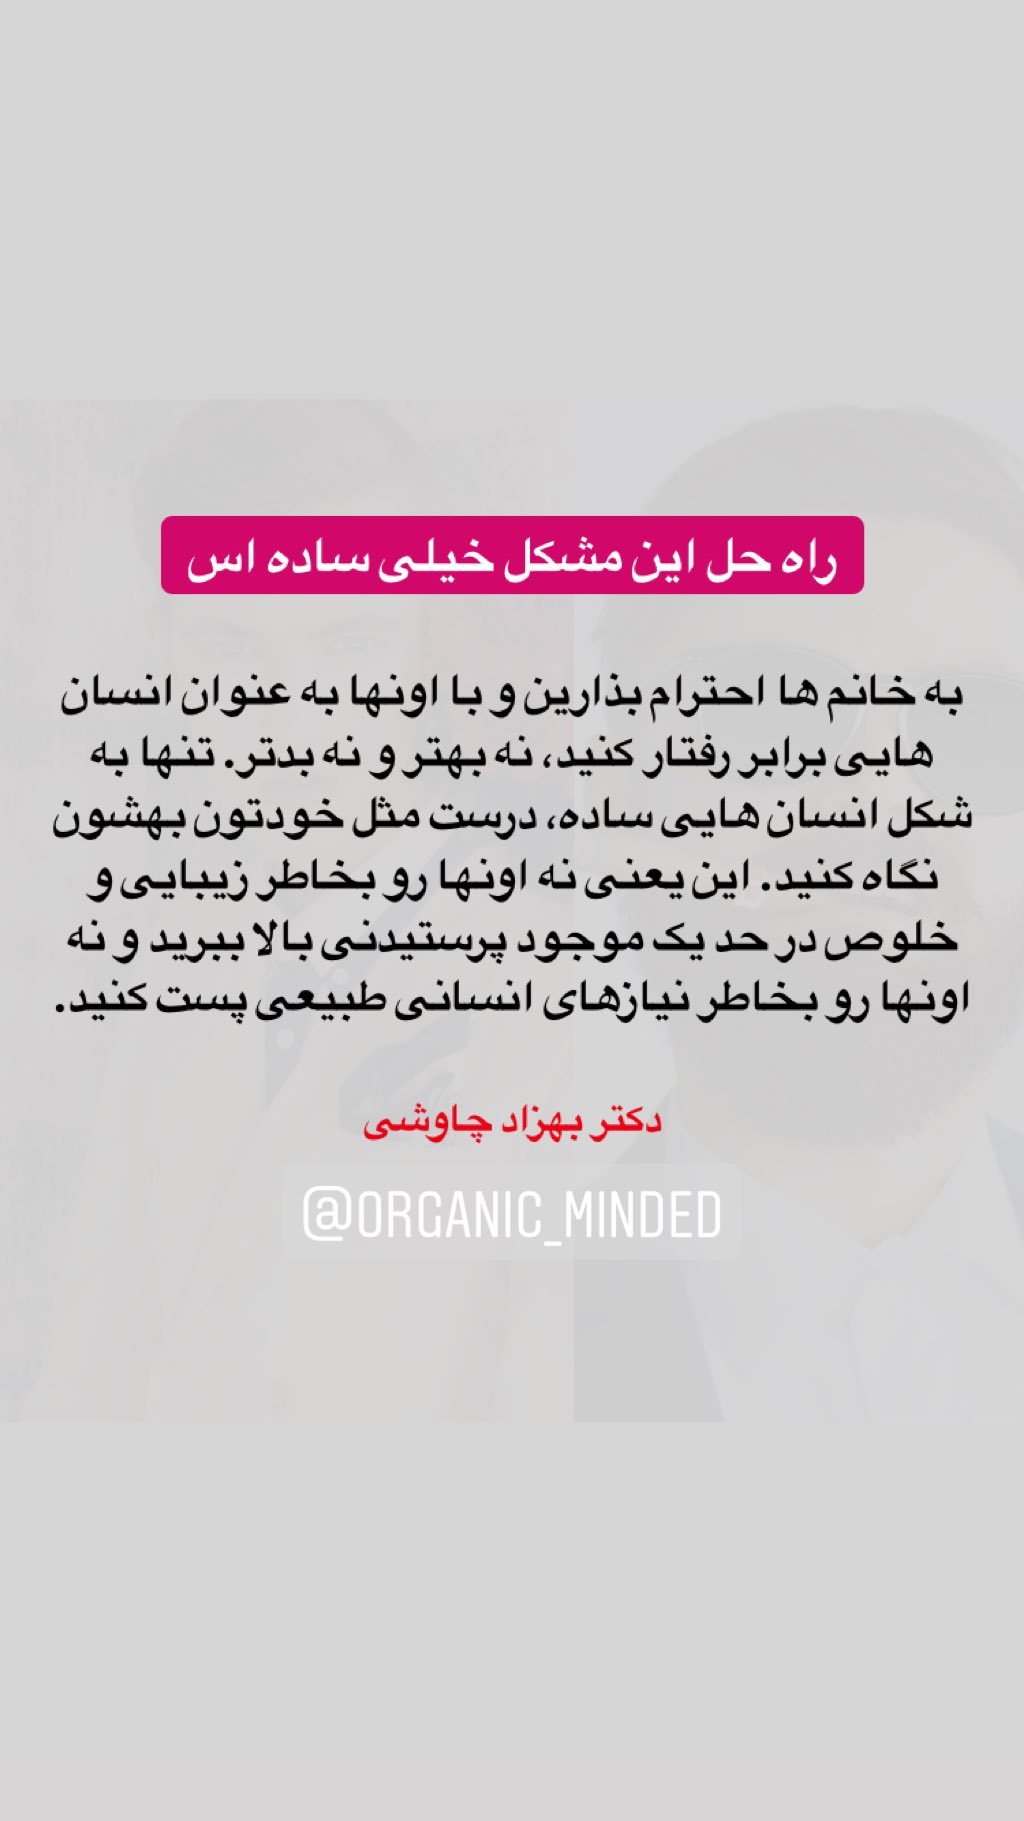 راه حل این مشکل خیلی ساده اس
به خانم ها احترام بذارین و با اونها به عنوان انسان
هایی برابر رفتار کنید، نه بهتر و نه بدتر. تنها به
شکل انسان هایی ساده، درست مثل خودتون بهشون
نگاه کنید. این یعنی نه اونها رو بخاطر زیبایی و
خلوص در حد یک موجود پرستیدنی بالا ببرید و نه
اونها رو بخاطر نیازهای انسانی طبیعی پست کنید.
دکتر بهزاد چاوشی
@ORGANIC_MINDED